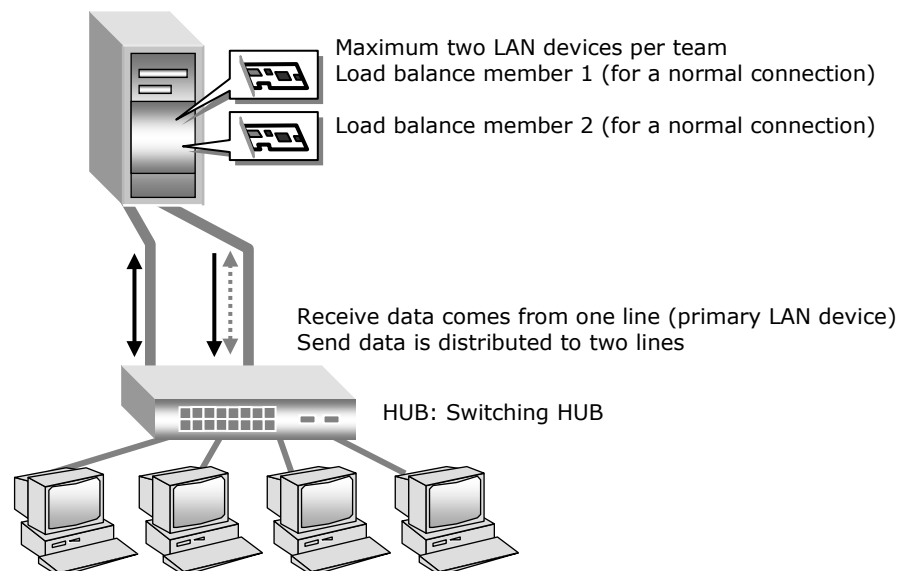 Maximum two LAN devices per team
Load balance member 1 (for a normal connection)
Load balance member 2 (for a normal connection)
Receive data comes from one line (primary LAN device)
Send data is distributed to two lines
HUB: Switching HUB